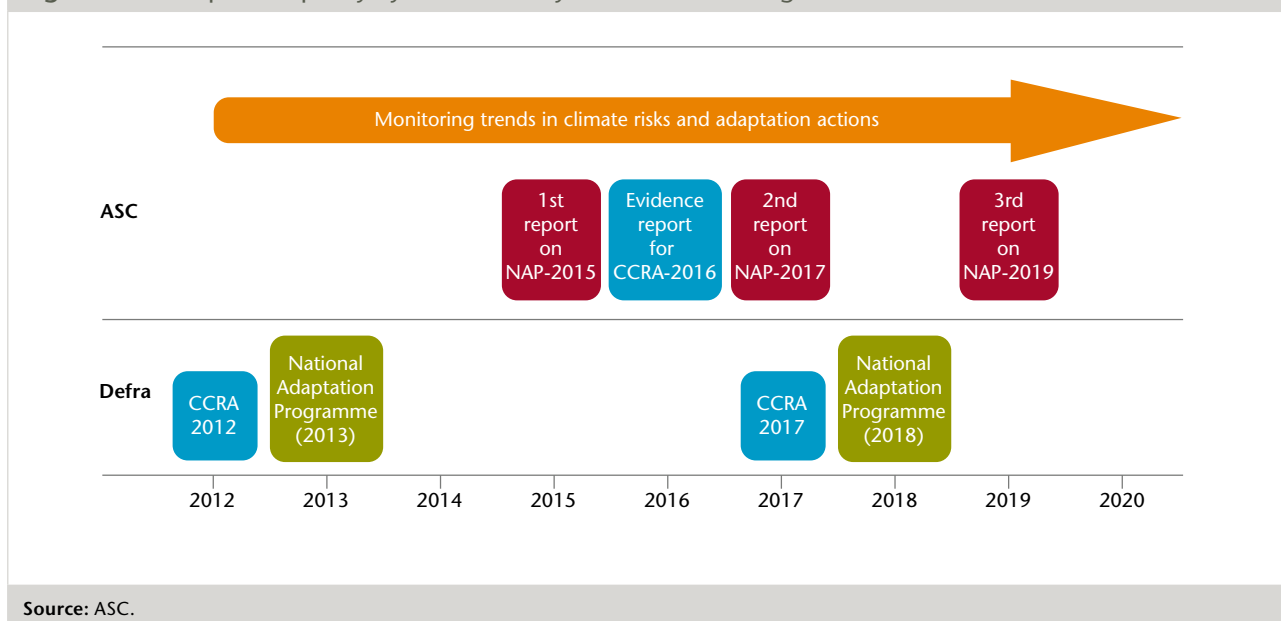 Monitoring trends in climate risks and adaptation actions
ASC
1st
report
on
NAP-2015
Evidence
report
for
CCRA-2016
2nd
report
on
NAP-2017
3rd
report
on
NAP-2019
Defra
CCRA
2012
National
Adaptation
Programme
(2013)
CCRA
2017
National
Adaptation
Programme
(2018)
2012 2013 2014 2015 2016 2017 2018 2019 2020
Source: ASC.